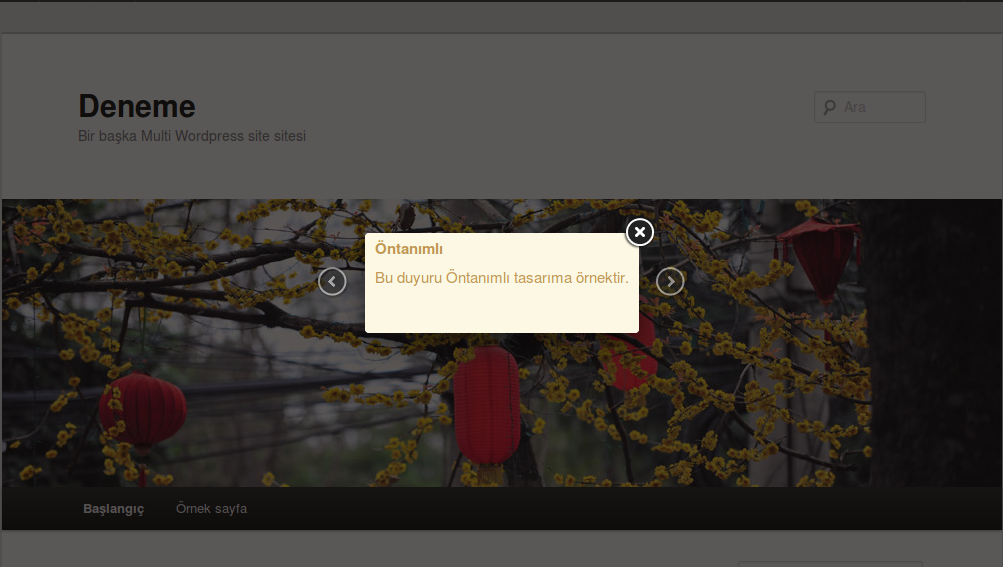 Deneme
Bir başka Multi Wordpress site sitesi
Ara
Öntanımlı
Bu duyuru Öntanımlı tasarıma örnektir.
Başlangıç
Örnek sayfa